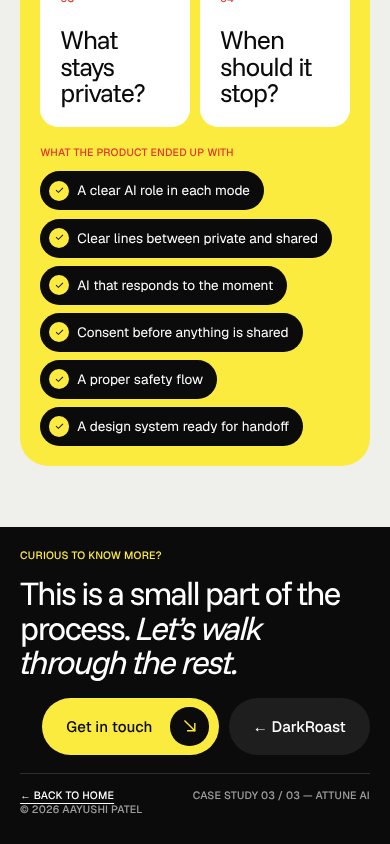 03
04
What
stays
private?
When
should it
stop?
WHAT THE PRODUCT ENDED UP WITH
A clear AI role in each mode
Clear lines between private and shared
AI that responds to the moment
Consent before anything is shared
A proper safety flow
A design system ready for handoff
CURIOUS TO KNOW MORE?
This is a small part of the
process. Let’s walk
through the rest.
Get in touch ↘
← DarkRoast
← BACK TO HOME
CASE STUDY 03 / 03 — ATTUNE AI
© 2026 AAYUSHI PATEL